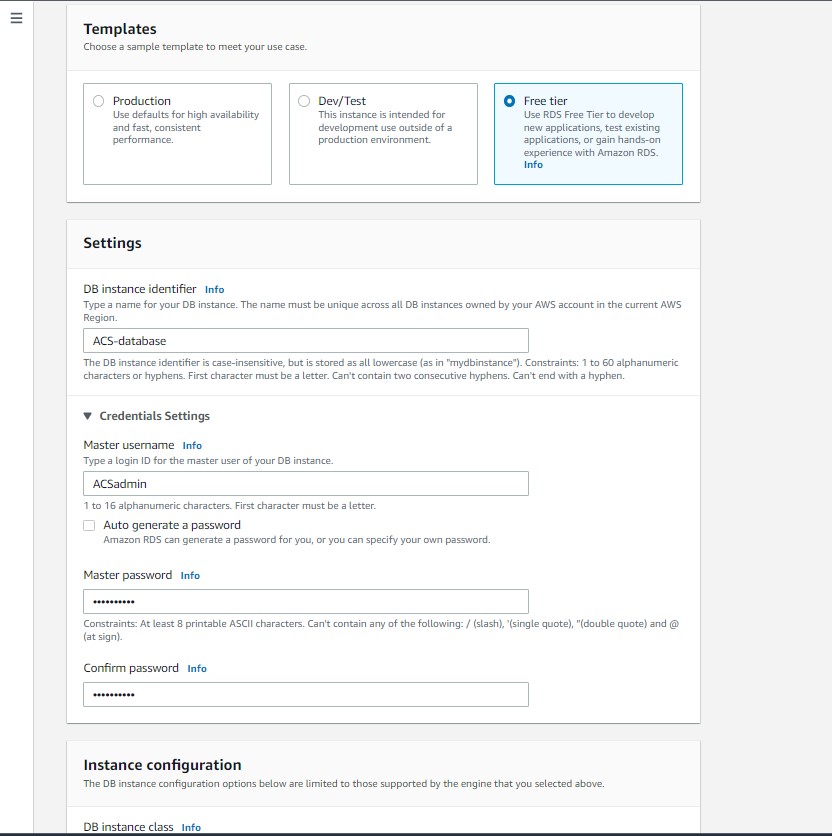 Templates
Choose a sample template to meet your use case.
Production
Use defaults for high availability
and fast, consistent
performance.
Dev/Test
This instance is intended for
development use outside of a
production environment.
Free tier
Use RDS Free Tier to develop
new applications, test existing
applications, or gain hands-on
experience with Amazon RDS.
Info
Settings
DB instance identifier Info
Type a name for your DB instance. The name must be unique across all DB instances owned by your AWS account in the current AWS
Region.
ACS-database
The DB instance identifier is case-insensitive, but is stored as all lowercase (as in "mydbinstance"). Constraints: 1 to 60 alphanumeric
characters or hyphens. First character must be a letter. Can't contain two consecutive hyphens. Can't end with a hyphen.
▼ Credentials Settings
Master username Info
Type a login ID for the master user of your DB instance.
ACSadmin
1 to 16 alphanumeric characters. First character must be a letter.
Auto generate a password
Amazon RDS can generate a password for you, or you can specify your own password.
Master password Info
••••••••••
Constraints: At least 8 printable ASCII characters. Can't contain any of the following: / (slash), '(single quote), "(double quote) and @
(at sign).
Confirm password Info
••••••••••
Instance configuration
The DB instance configuration options below are limited to those supported by the engine that you selected above.
DB instance class Info